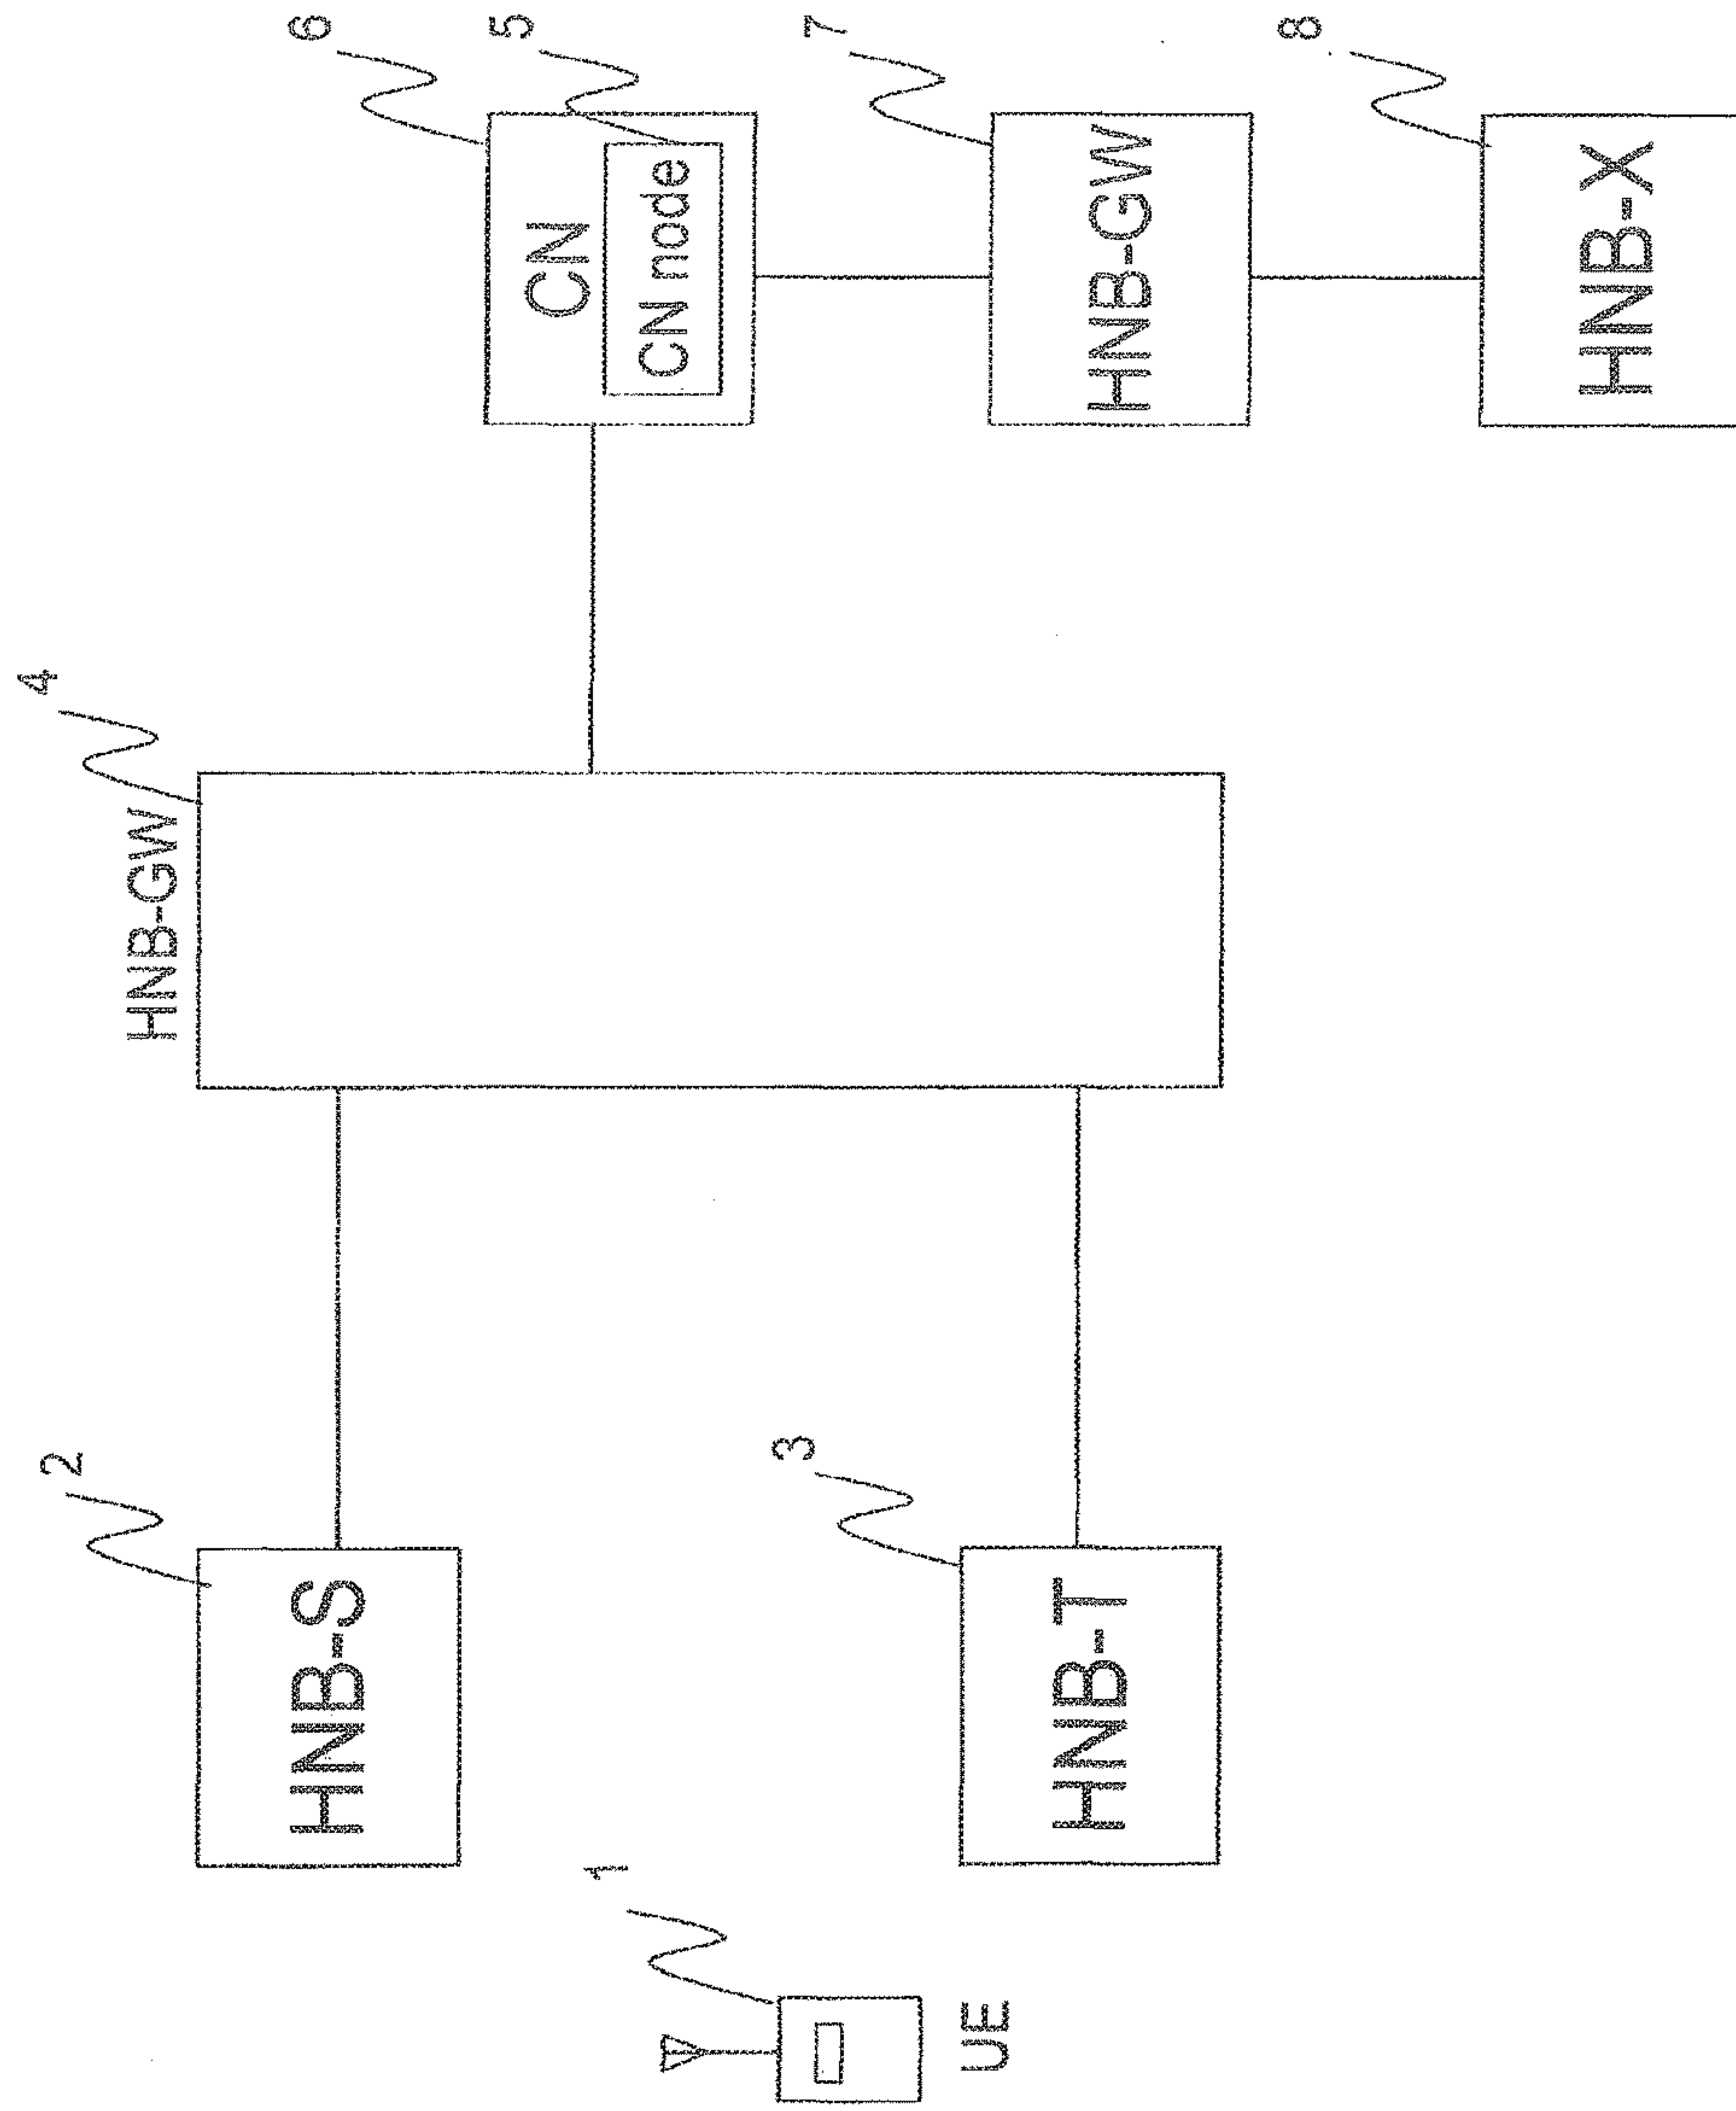 4
2
HNB-GW
6
HNB-S
5
CN
1
CN node
3
7
UE
HNB-T
HNB-GW
8
HNB-X